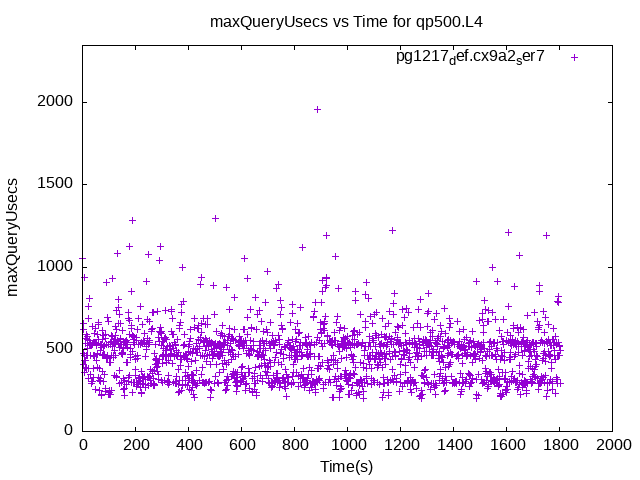 maxQueryUsecs vs Time for qp500.L4
pg1217def.cx9a2ser7
maxQueryUsecs
2000
1500
1000
500
0
0 200 400 600 800 1000 1200 1400 1600 1800 2000
Time(s)